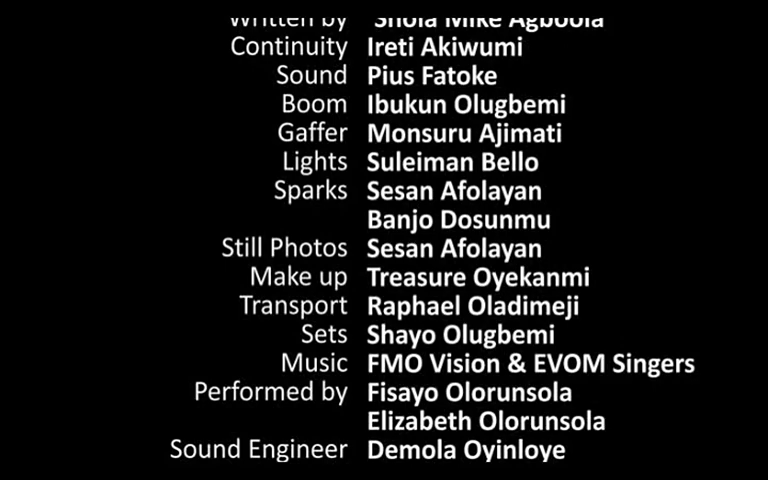 Written by Shola Mike Agboola
Continuity Ireti Akiwumi
Sound Pius Fatoke
Boom Ibukun Olugbemi
Gaffer Monsuru Ajimati
Lights Suleiman Bello
Sparks Sesan Afolayan
Banjo Dosunmu
Still Photos Sesan Afolayan
Make up Treasure Oyekanmi
Transport Raphael Oladimeji
Sets Shayo Olugbemi
Music FMO Vision & EVOM Singers
Performed by Fisayo Olorunsola
Elizabeth Olorunsola
Sound Engineer Demola Oyinloye